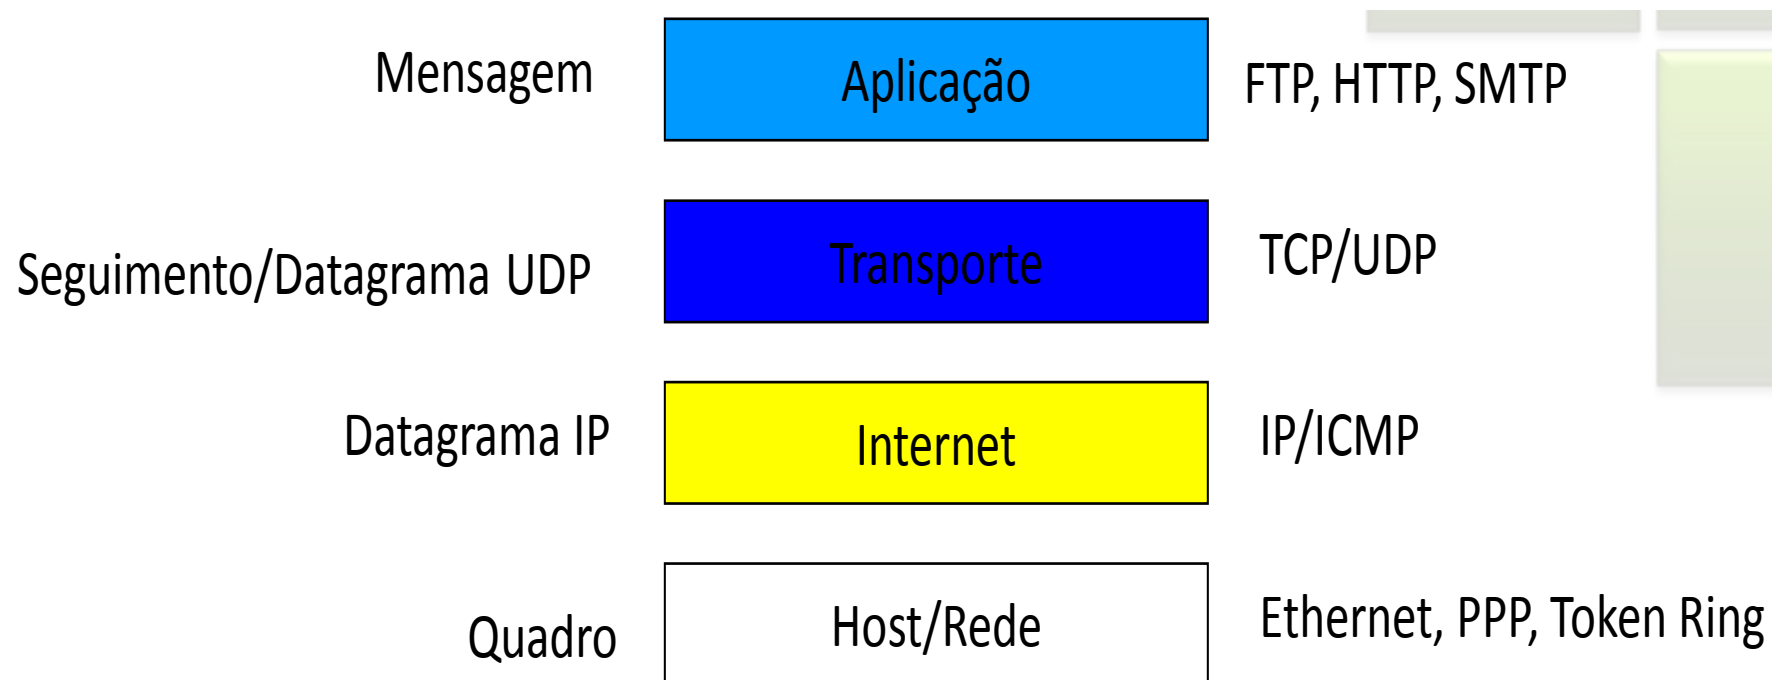 Mensagem Aplicação FTP, HTTP, SMTP
Seguimento/Datagrama UDP Transporte TCP/UDP
Datagrama IP Internet IP/ICMP
Quadro Host/Rede Ethernet, PPP, Token Ring